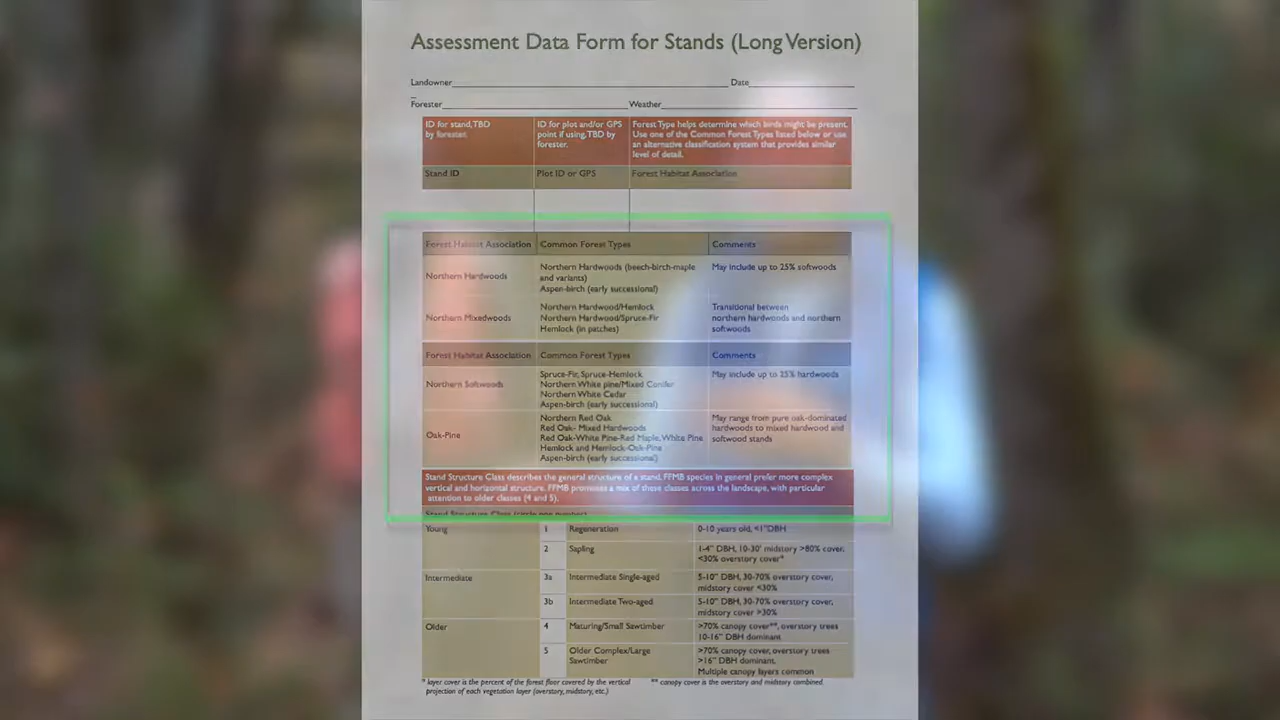 Assessment Data Form for Stands (Long Version)
Landowner Date
Forester Weather
ID for stand, TBD
by forester.
ID for plot and/or GPS
point if using, TBD by
forester.
Forest Type helps determine which birds might be present.
Use one of the Common Forest Types listed below or use
an alternative classification system that provides similar
level of detail.
Stand ID
Plot ID or GPS
Forest Habitat Association
Forest Habitat Association
Common Forest Types
Comments
Northern Hardwoods
Northern Hardwoods (beech-birch-maple
and variants)
Aspen-birch (early successional)
May include up to 25% softwoods
Northern Mixedwoods
Northern Hardwood/Hemlock
Northern Hardwood/Spruce-Fir
Hemlock (in patches)
Transitional between
northern hardwoods and northern
softwoods
Forest Habitat Association
Common Forest Types
Comments
Northern Softwoods
Spruce-Fir, Spruce-Hemlock
Northern White pine/Mixed Conifer
Northern White Cedar
Aspen-birch (early successional)
May include up to 25% hardwoods
Oak-Pine
Northern Red Oak
Red Oak- Mixed Hardwoods
Red Oak-White Pine-Red Maple, White Pine
Hemlock and Hemlock-Oak-Pine
Aspen-birch (early successional)
May range from pure oak-dominated
hardwoods to mixed hardwood and
softwood stands
Stand Structure Class describes the general structure of a stand. FFMB species in general prefer more complex
vertical and horizontal structure. FFMB promotes a mix of these classes across the landscape, with particular
attention to older classes (4 and 5).
Stand Structure Class (circle one number)
Young
1
Regeneration
0-10 years old, <1"DBH
2
Sapling
1-4" DBH, 10-30' midstory >80% cover,
<30% overstory cover*
Intermediate
3a
Intermediate Single-aged
5-10" DBH, 30-70% overstory cover,
midstory cover <30%
3b
Intermediate Two-aged
5-10" DBH, 30-70% overstory cover,
midstory cover >30%
Older
4
Maturing/Small Sawtimber
>70% canopy cover**, overstory trees
10-16" DBH dominant
5
Older Complex/Large
Sawtimber
>70% canopy cover, overstory trees
>16" DBH dominant.
Multiple canopy layers common
* layer cover is the percent of the forest floor covered by the vertical
projection of each vegetation layer (overstory, midstory, etc.)
** canopy cover is the overstory and midstory combined.